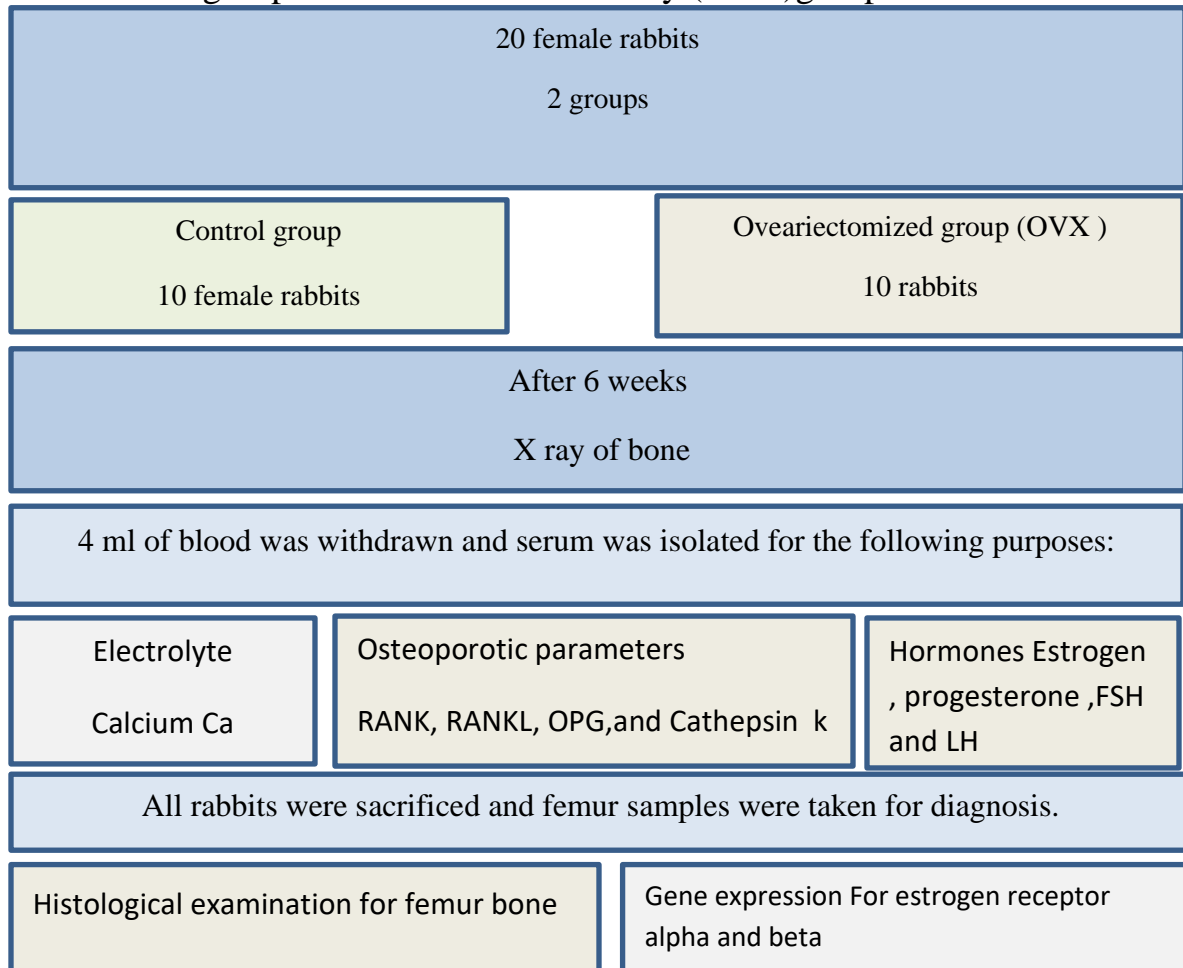 20 female rabbits
2 groups
Control group
10 female rabbits
Oveariectomized group (OVX )
10 rabbits
After 6 weeks
X ray of bone
4 ml of blood was withdrawn and serum was isolated for the following purposes:
Electrolyte
Calcium Ca
Osteoporotic parameters
RANK, RANKL, OPG,and Cathepsin k
Hormones Estrogen
, progesterone ,FSH
and LH
All rabbits were sacrificed and femur samples were taken for diagnosis.
Histological examination for femur bone
Gene expression For estrogen receptor
alpha and beta